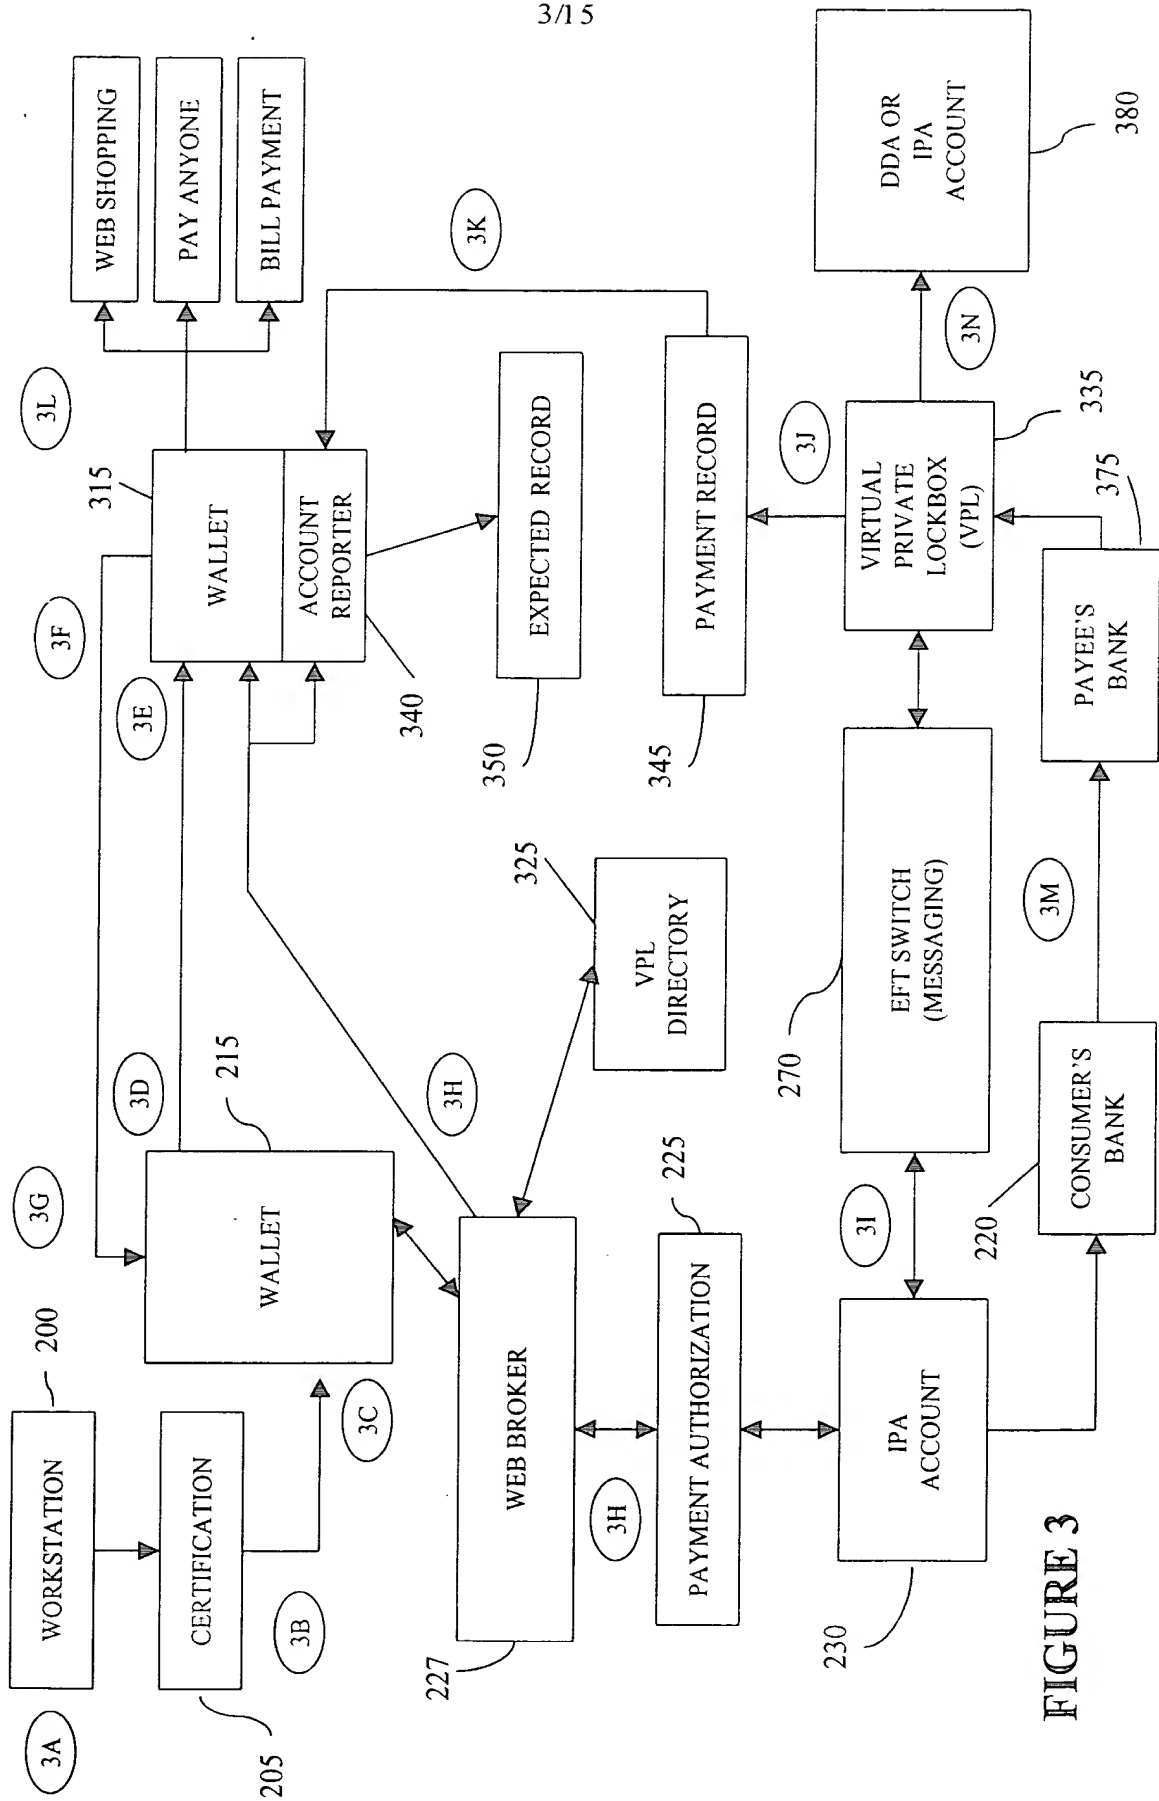 3/15
3A
WORKSTATION
200
CERTIFICATION
205
3B
3C
3G
WALLET
215
3D
3F
3E
WALLET
315
ACCOUNT
REPORTER
340
3L
WEB SHOPPING
PAY ANYONE
BILL PAYMENT
3K
WEB BROKER
227
3H
VPL
DIRECTORY
325
EXPECTED RECORD
350
3H
PAYMENT AUTHORIZATION
225
PAYMENT RECORD
345
3J
IPA
ACCOUNT
230
3I
EFT SWITCH
(MESSAGING)
270
VIRTUAL
PRIVATE
LOCKBOX
(VPL)
335
3N
DDA OR
IPA
ACCOUNT
380
CONSUMER'S
BANK
220
3M
PAYEE'S
BANK
375
FIGURE 3